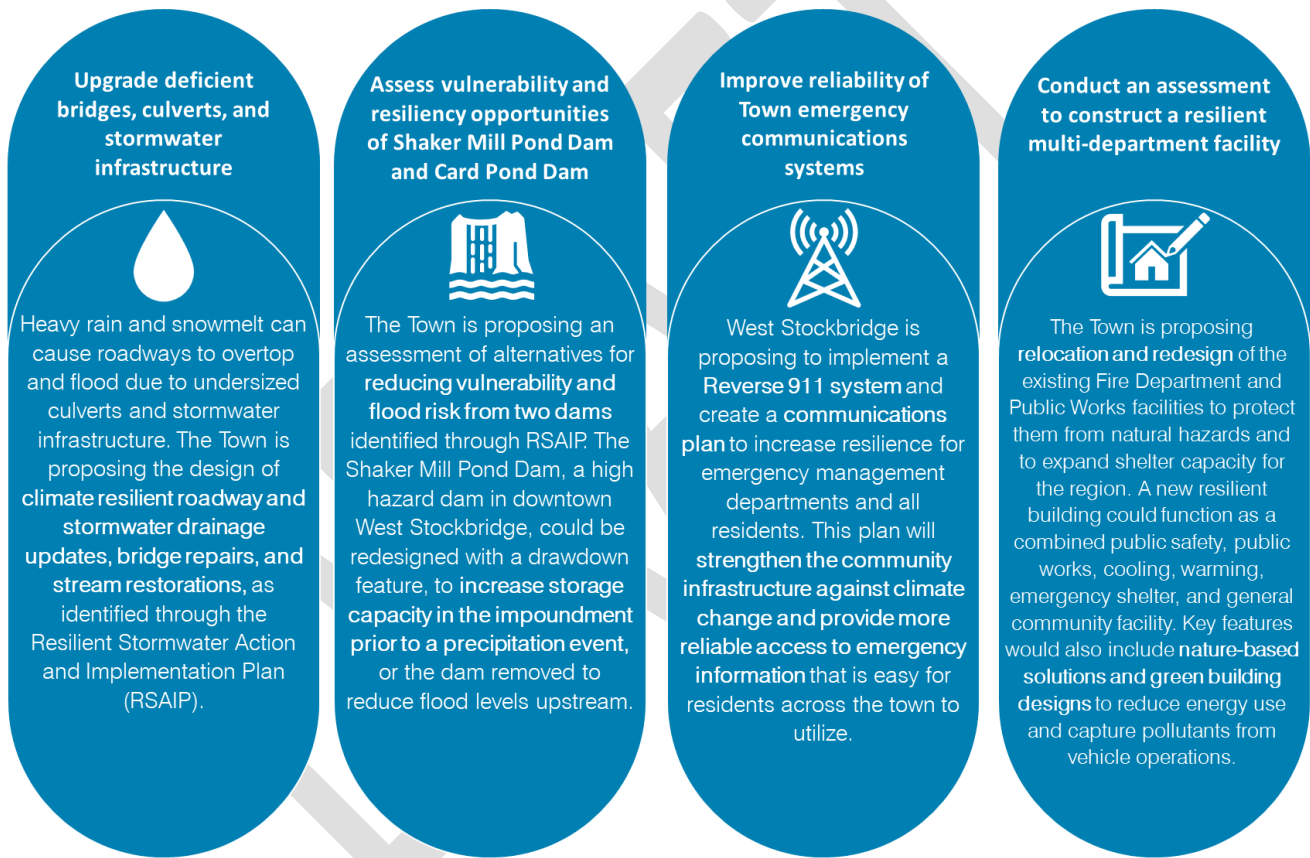 Upgrade deficient
bridges, culverts, and
stormwater
infrastructure
Heavy rain and snowmelt can
cause roadways to overtop
and flood due to undersized
culverts and stormwater
infrastructure. The Town is
proposing the design of
climate resilient roadway and
stormwater drainage
updates, bridge repairs, and
stream restorations, as
identified through the
Resilient Stormwater Action
and Implementation Plan
(RSAIP).
Assess vulnerability and
resiliency opportunities
of Shaker Mill Pond Dam
and Card Pond Dam
The Town is proposing an
assessment of alternatives for
reducing vulnerability and
flood risk from two dams
identified through RSAIP. The
Shaker Mill Pond Dam, a high
hazard dam in downtown
West Stockbridge, could be
redesigned with a drawdown
feature, to increase storage
capacity in the impoundment
prior to a precipitation event,
or the dam removed to
reduce flood levels upstream.
Improve reliability of
Town emergency
communications
systems
West Stockbridge is
proposing to implement a
Reverse 911 system and
create a communications
plan to increase resilience for
emergency management
departments and all
residents. This plan will
strengthen the community
infrastructure against climate
change and provide more
reliable access to emergency
information that is easy for
residents across the town to
utilize.
Conduct an assessment
to construct a resilient
multi-department facility
The Town is proposing
relocation and redesign of the
existing Fire Department and
Public Works facilities to protect
them from natural hazards and
to expand shelter capacity for
the region. A new resilient
building could function as a
combined public safety, public
works, cooling, warming,
emergency shelter, and general
community facility. Key features
would also include nature-based
solutions and green building
designs to reduce energy use
and capture pollutants from
vehicle operations.